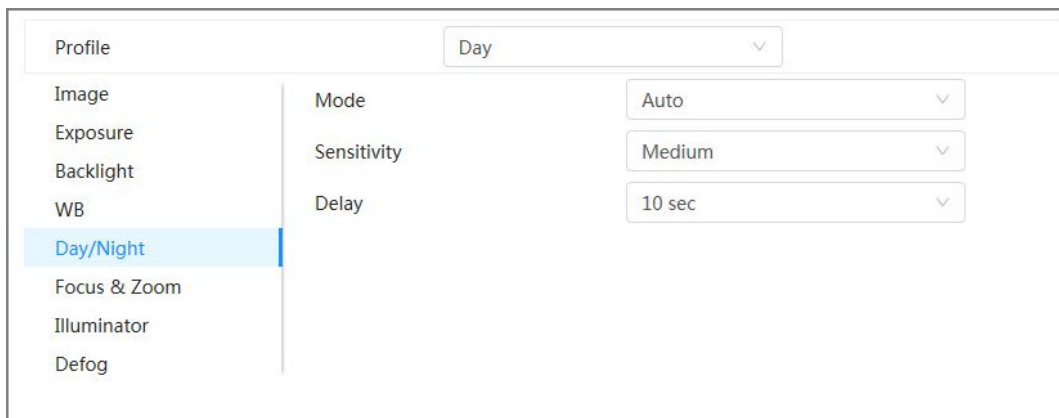 Profile Day
Image
Exposure
Backlight
WB
Day/Night
Focus & Zoom
Illuminator
Defog
Mode Auto
Sensitivity Medium
Delay 10 sec